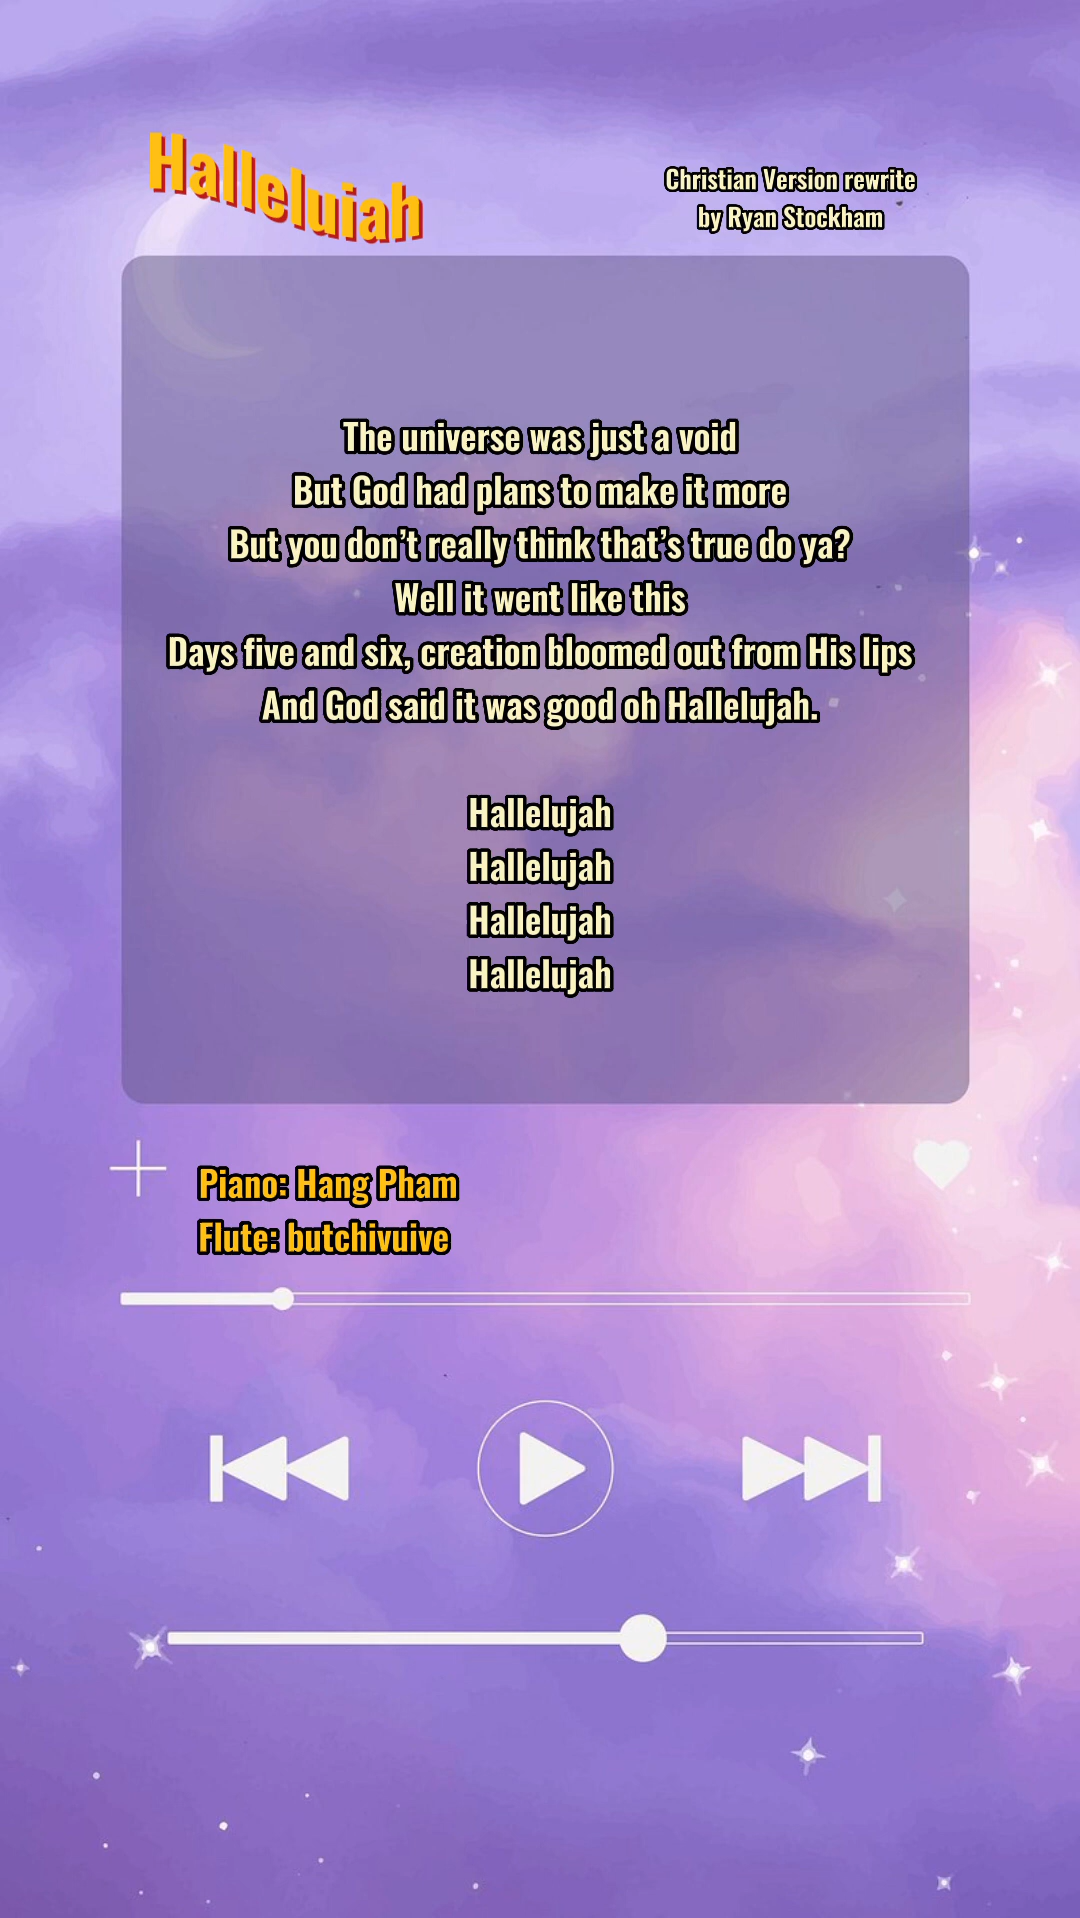 Halleluiah
Christian Version rewrite
by Ryan Stockham
The universe was just a void
But God had plans to make it more
But you don’t really think that’s true do ya?
Well it went like this
Days five and six, creation bloomed out from His lips
And God said it was good oh Hallelujah.
Hallelujah
Hallelujah
Hallelujah
Hallelujah
Piano: Hang Pham
Flute: butchivuive